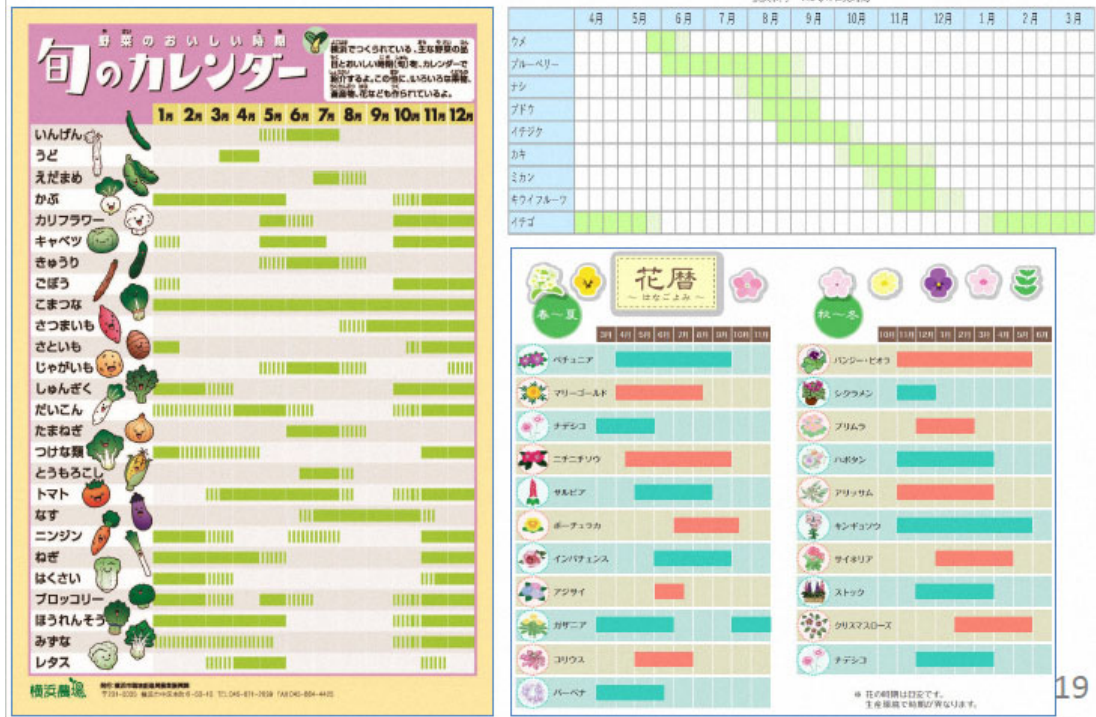 野菜のおいしい時期
旬のカレンダー
横浜でつくられている、主な野菜の品
目とおいしい時期(旬)を、カレンダーで
紹介するよ。この他に、いろいろな果物、
畜産物、花なども作られているよ。
1月 2月 3月 4月 5月 6月 7月 8月 9月 10月 11月 12月
いんげん
うど
えだまめ
かぶ
カリフラワー
キャベツ
きゅうり
ごぼう
こまつな
さつまいも
さといも
じゃがいも
しゅんぎく
だいこん
たまねぎ
つけな類
とうもろこし
トマト
なす
ニンジン
ねぎ
はくさい
ブロッコリー
ほうれんそう
みずな
レタス
横浜農場
4月 5月 6月 7月 8月 9月 10月 11月 12月 1月 2月 3月
ウメ
ブルーベリー
ナシ
ブドウ
イチジク
カキ
ミカン
キウイフルーツ
イチゴ
花暦
~はなごよみ~
春~夏
3月 4月 5月 6月 7月 8月 9月 10月 11月
ペチュニア
マリーゴールド
ナデシコ
ニチニチソウ
サルビア
ポーチュラカ
インパチェンス
アジサイ
ガザニア
コリウス
バーベナ
秋~冬
10月 11月 12月 1月 2月 3月 4月 5月 6月
パンジー・ビオラ
シクラメン
プリムラ
ハボタン
アリッサム
キンギョソウ
サイネリア
ストック
クリスマスローズ
ナデシコ
※ 花の時期は目安です。
生産環境で時期が異なります。
19